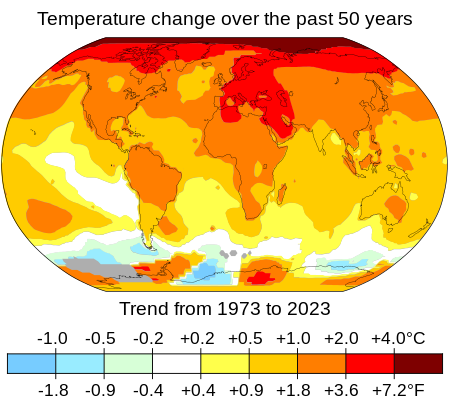 Temperature change over the past 50 years
Trend from 1973 to 2023
-1.0 -0.5 -0.2 +0.2 +0.5 +1.0 +2.0 +4.0°C
-1.8 -0.9 -0.4 +0.4 +0.9 +1.8 +3.6 +7.2°F